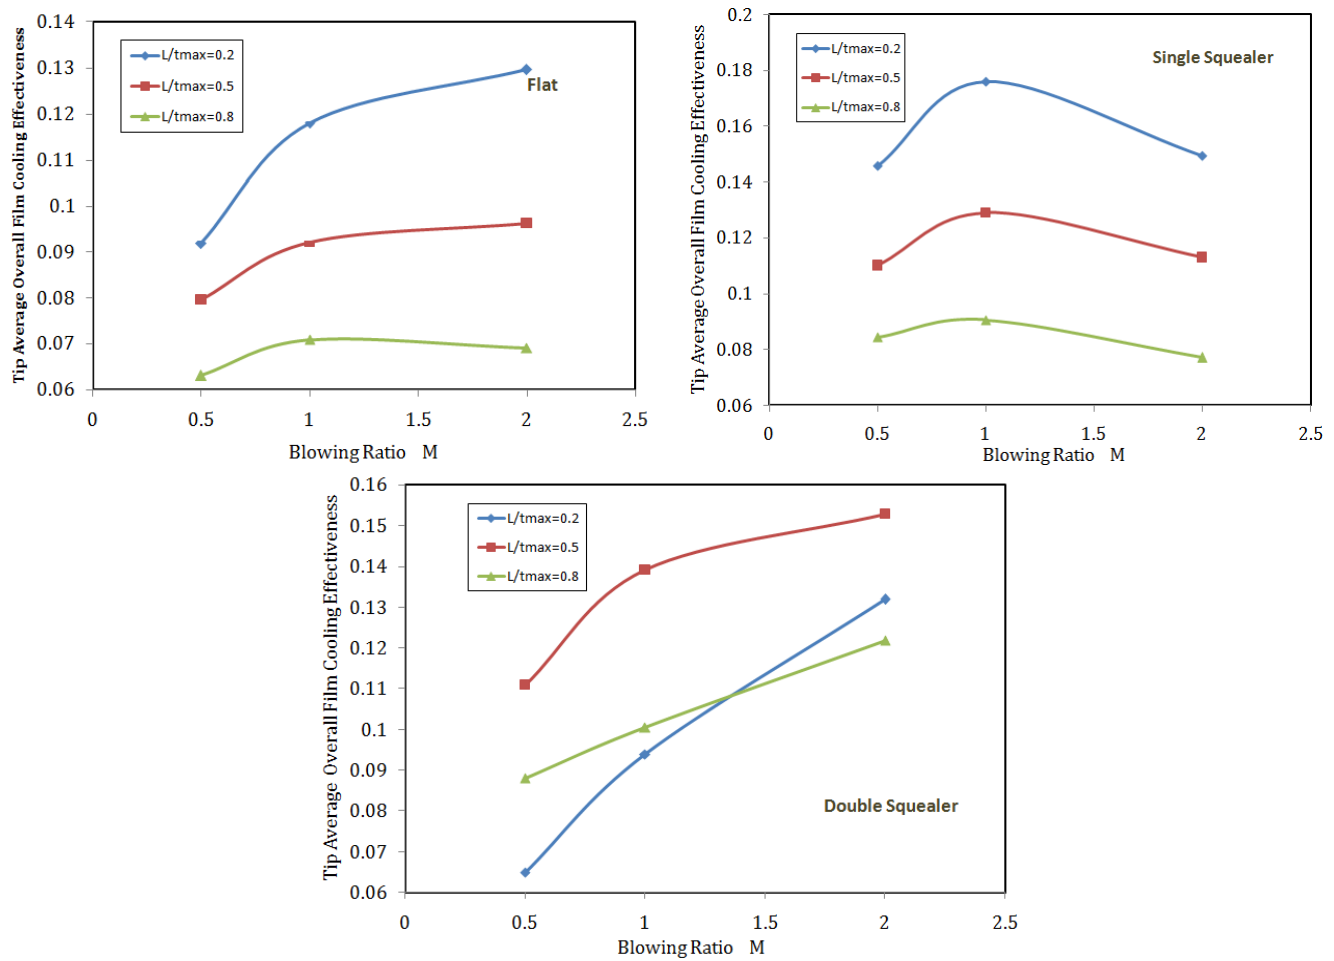 Tip Average Overall Film Cooling Effectiveness
0.14
0.13
0.12
0.11
0.1
0.09
0.08
0.07
0.06
L/tmax=0.2
L/tmax=0.5
L/tmax=0.8
Flat
0
0.5
1
1.5
2
2.5
Blowing Ratio M
Tip Average Overall Film Cooling Effectiveness
0.2
0.18
0.16
0.14
0.12
0.1
0.08
0.06
L/tmax=0.2
L/tmax=0.5
L/tmax=0.8
Single Squealer
0
0.5
1
1.5
2
2.5
Blowing Ratio M
Tip Average Overall Film Cooling Effectiveness
0.16
0.15
0.14
0.13
0.12
0.11
0.1
0.09
0.08
0.07
0.06
L/tmax=0.2
L/tmax=0.5
L/tmax=0.8
Double Squealer
0
0.5
1
1.5
2
2.5
Blowing Ratio M